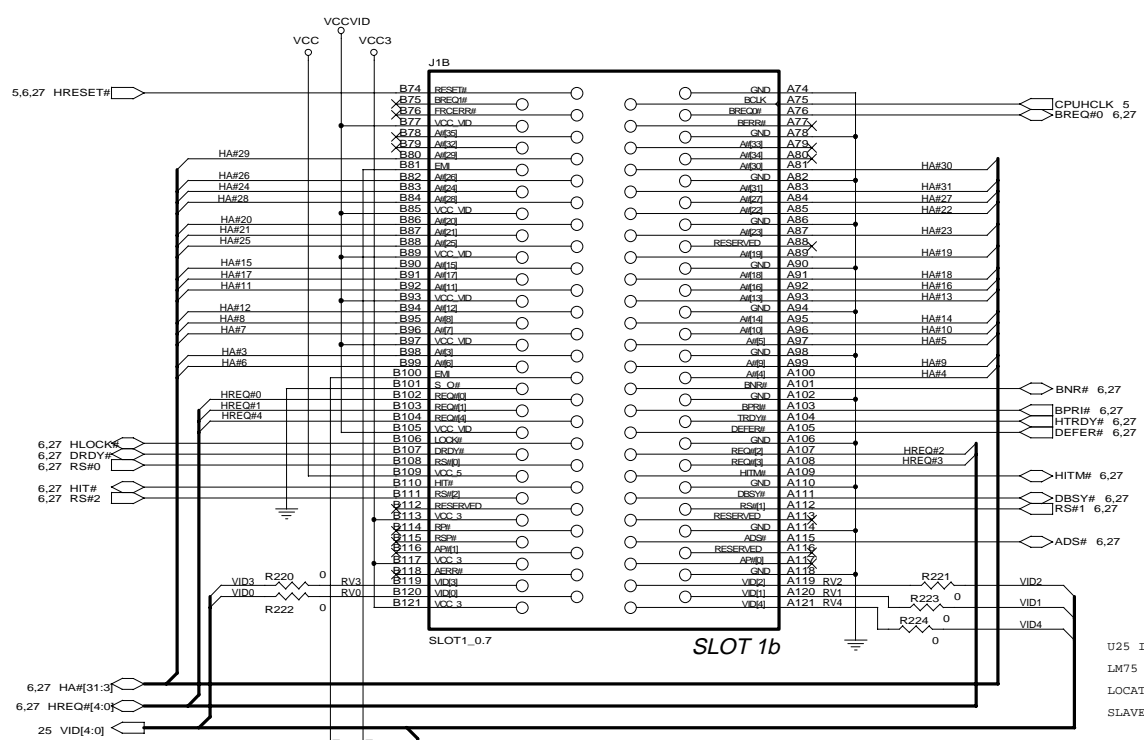 VCCVID
VCC VCC3
J1B
5,6,27 HRESET# B74 RESET# GND A74
B75 BREQ1# BCLK A75 CPUHCLK 5
B76 FRCERR# BREQ0# A76 BREQ#0 6,27
B77 VCC_VID BERR# A77
B78 A#[35] GND A78
B79 A#[32] A#[33] A79
HA#29 B80 A#[29] A#[34] A80
B81 EMI A#[30] A81 HA#30
HA#26 B82 A#[26] GND A82
HA#24 B83 A#[24] A#[31] A83 HA#31
HA#28 B84 A#[28] A#[27] A84 HA#27
B85 VCC_VID A#[22] A85 HA#22
HA#20 B86 A#[20] GND A86
HA#21 B87 A#[21] A#[23] A87 HA#23
HA#25 B88 A#[25] RESERVED A88
B89 VCC_VID A#[19] A89 HA#19
HA#15 B90 A#[15] GND A90
HA#17 B91 A#[17] A#[18] A91 HA#18
HA#11 B92 A#[11] A#[16] A92 HA#16
B93 VCC_VID A#[13] A93 HA#13
HA#12 B94 A#[12] GND A94
HA#8 B95 A#[8] A#[14] A95 HA#14
HA#7 B96 A#[7] A#[10] A96 HA#10
B97 VCC_VID A#[5] A97 HA#5
HA#3 B98 A#[3] GND A98
HA#6 B99 A#[6] A#[9] A99 HA#9
B100 EMI A#[4] A100 HA#4
B101 S_O# BNR# A101 BNR# 6,27
HREQ#0 B102 REQ#[0] GND A102
HREQ#1 B103 REQ#[1] BPRI# A103 BPRI# 6,27
HREQ#4 B104 REQ#[4] TRDY# A104 HTRDY# 6,27
B105 VCC_VID DEFER# A105 DEFER# 6,27
6,27 HLOCK# B106 LOCK# GND A106
6,27 DRDY# B107 DRDY# REQ#[2] A107 HREQ#2
6,27 RS#0 B108 RS#[0] REQ#[3] A108 HREQ#3
B109 VCC_5 HITM# A109 HITM# 6,27
6,27 HIT# B110 HIT# GND A110
6,27 RS#2 B111 RS#[2] DBSY# A111 DBSY# 6,27
B112 RESERVED RS#[1] A112 RS#1 6,27
B113 VCC_3 RESERVED A113
B114 RP# GND A114
B115 RSP# ADS# A115 ADS# 6,27
B116 AP#[1] RESERVED A116
B117 VCC_3 AP#[0] A117
B118 AERR# GND A118
VID3 R220 0 RV3 B119 VID[3] VID[2] A119 RV2 R221 0 VID2
VID0 R222 0 RV0 B120 VID[0] VID[1] A120 RV1 R223 0 VID1
B121 VCC_3 VID[4] A121 RV4 R224 0 VID4
SLOT1_0.7 SLOT 1b
U25 I
LM75
LOCAT
SLAVE
6,27 HA#[31:3]
6,27 HREQ#[4:0]
25 VID[4:0]